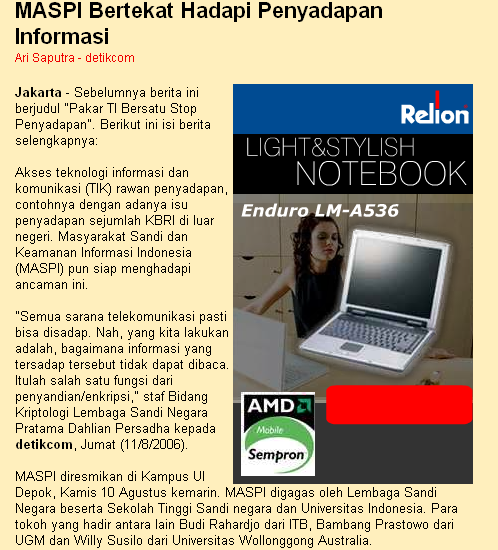 MASPI Bertekat Hadapi Penyadapan
Informasi
Ari Saputra - detikcom
Jakarta - Sebelumnya berita ini
berjudul "Pakar TI Bersatu Stop
Penyadapan". Berikut ini isi berita
selengkapnya:
Akses teknologi informasi dan
komunikasi (TIK) rawan penyadapan,
contohnya dengan adanya isu
penyadapan sejumlah KBRI di luar
negeri. Masyarakat Sandi dan
Keamanan Informasi Indonesia
(MASPI) pun siap menghadapi
ancaman ini.
"Semua sarana telekomunikasi pasti
bisa disadap. Nah, yang kita lakukan
adalah, bagaimana informasi yang
tersadap tersebut tidak dapat dibaca.
Itulah salah satu fungsi dari
penyandian/enkripsi," staf Bidang
Kriptologi Lembaga Sandi Negara
Pratama Dahlian Persadha kepada
detikcom, Jumat (11/8/2006).
MASPI diresmikan di Kampus UI
Depok, Kamis 10 Agustus kemarin. MASPI digagas oleh Lembaga Sandi
Negara beserta Sekolah Tinggi Sandi negara dan Universitas Indonesia. Para
tokoh yang hadir antara lain Budi Rahardjo dari ITB, Bambang Prastowo dari
UGM dan Willy Susilo dari Universitas Wollonggong Australia.
Relion
LIGHT&STYLISH
NOTEBOOK
Enduro LM-A536
AMD
Mobile
Sempron